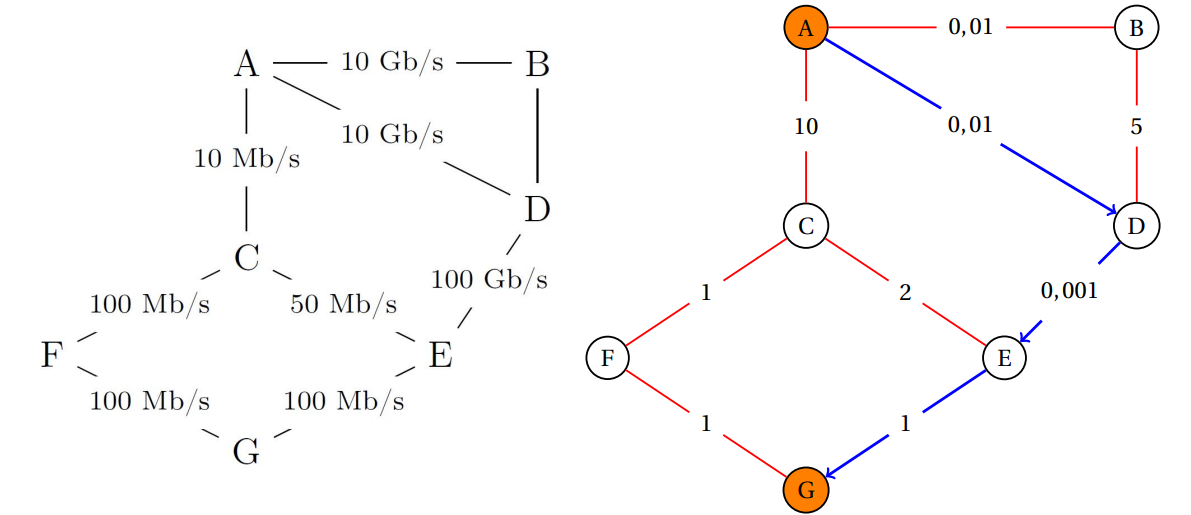 A 10 Gb/s B
10 Gb/s
10 Mb/s
D
C
100 Gb/s
100 Mb/s 50 Mb/s
F E
100 Mb/s 100 Mb/s
G
A 0,01 B
10 0,01 5
C D
1 2 0,001
F E
1 1
G